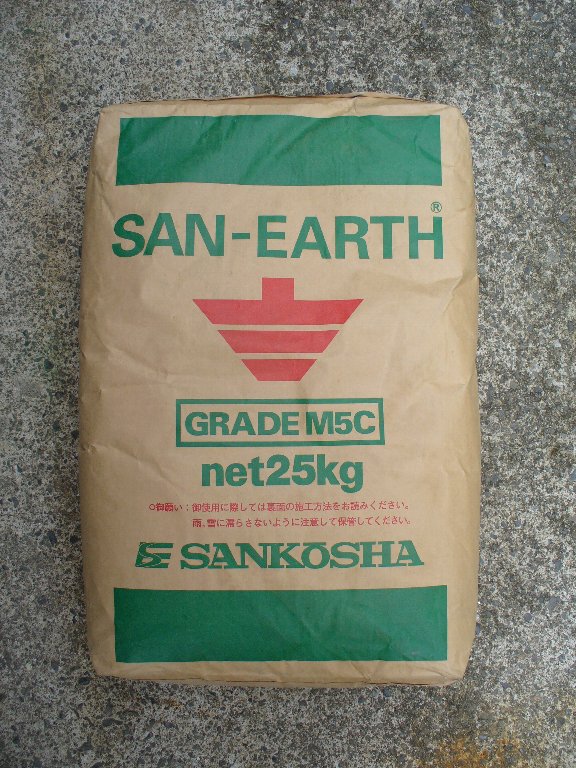 SAN-EARTH®
GRADE M5C
net25kg
○御願い:御使用に際しては裏面の施工方法をお読みください。
雨、雪に濡らさないように注意して保管してください。
SANKŌSHA